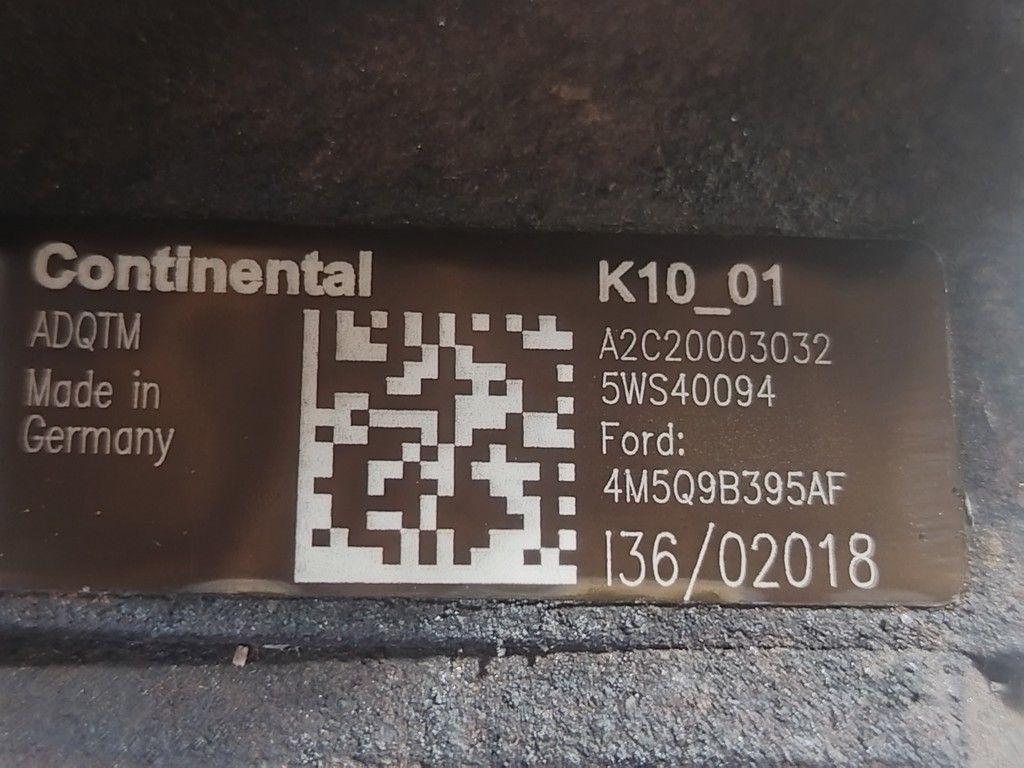 Continental
ADQTM
Made in
Germany
K10_01
A2C20003032
5WS40094
Ford:
4M5Q9B395AF
I36/02018